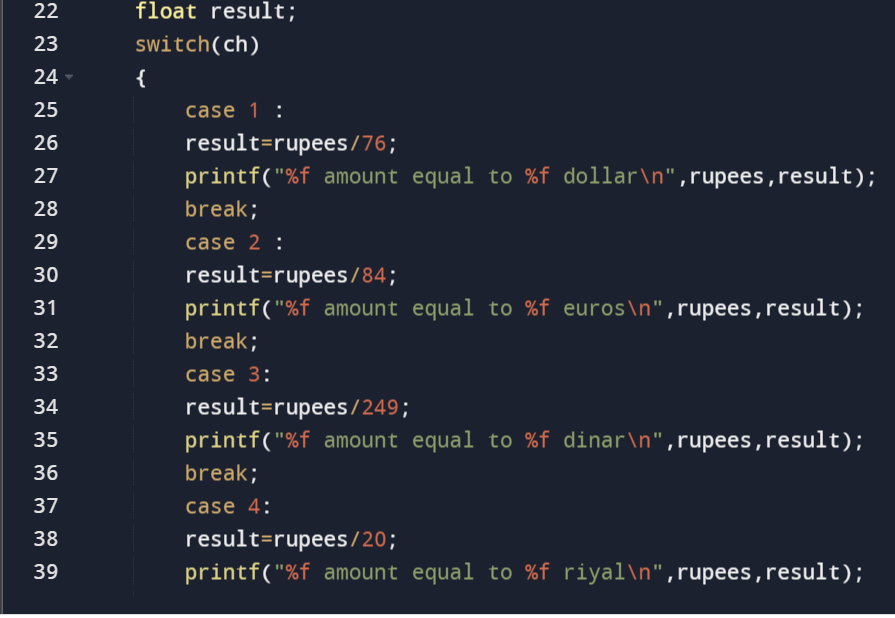 22 float result;
23 switch(ch)
24 {
25 case 1 :
26 result=rupees/76;
27 printf("%f amount equal to %f dollar\n",rupees,result);
28 break;
29 case 2 :
30 result=rupees/84;
31 printf("%f amount equal to %f euros\n",rupees,result);
32 break;
33 case 3:
34 result=rupees/249;
35 printf("%f amount equal to %f dinar\n",rupees,result);
36 break;
37 case 4:
38 result=rupees/20;
39 printf("%f amount equal to %f riyal\n",rupees,result);